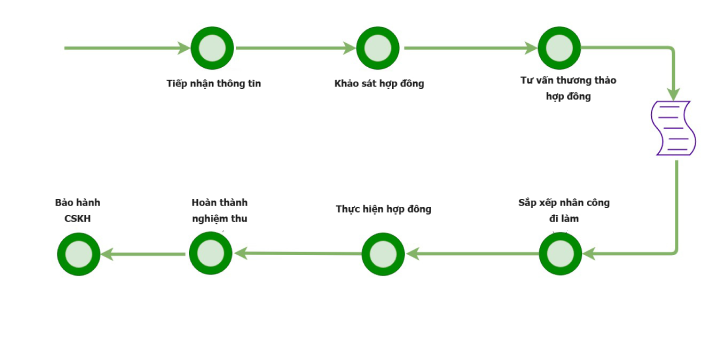 Tiếp nhận thông tin
Khảo sát hợp đồng
Tư vấn thương thảo
hợp đồng
Sắp xếp nhân công
đi làm
Thực hiện hợp đông
Hoàn thành
nghiệm thu
Bảo hành
CSKH